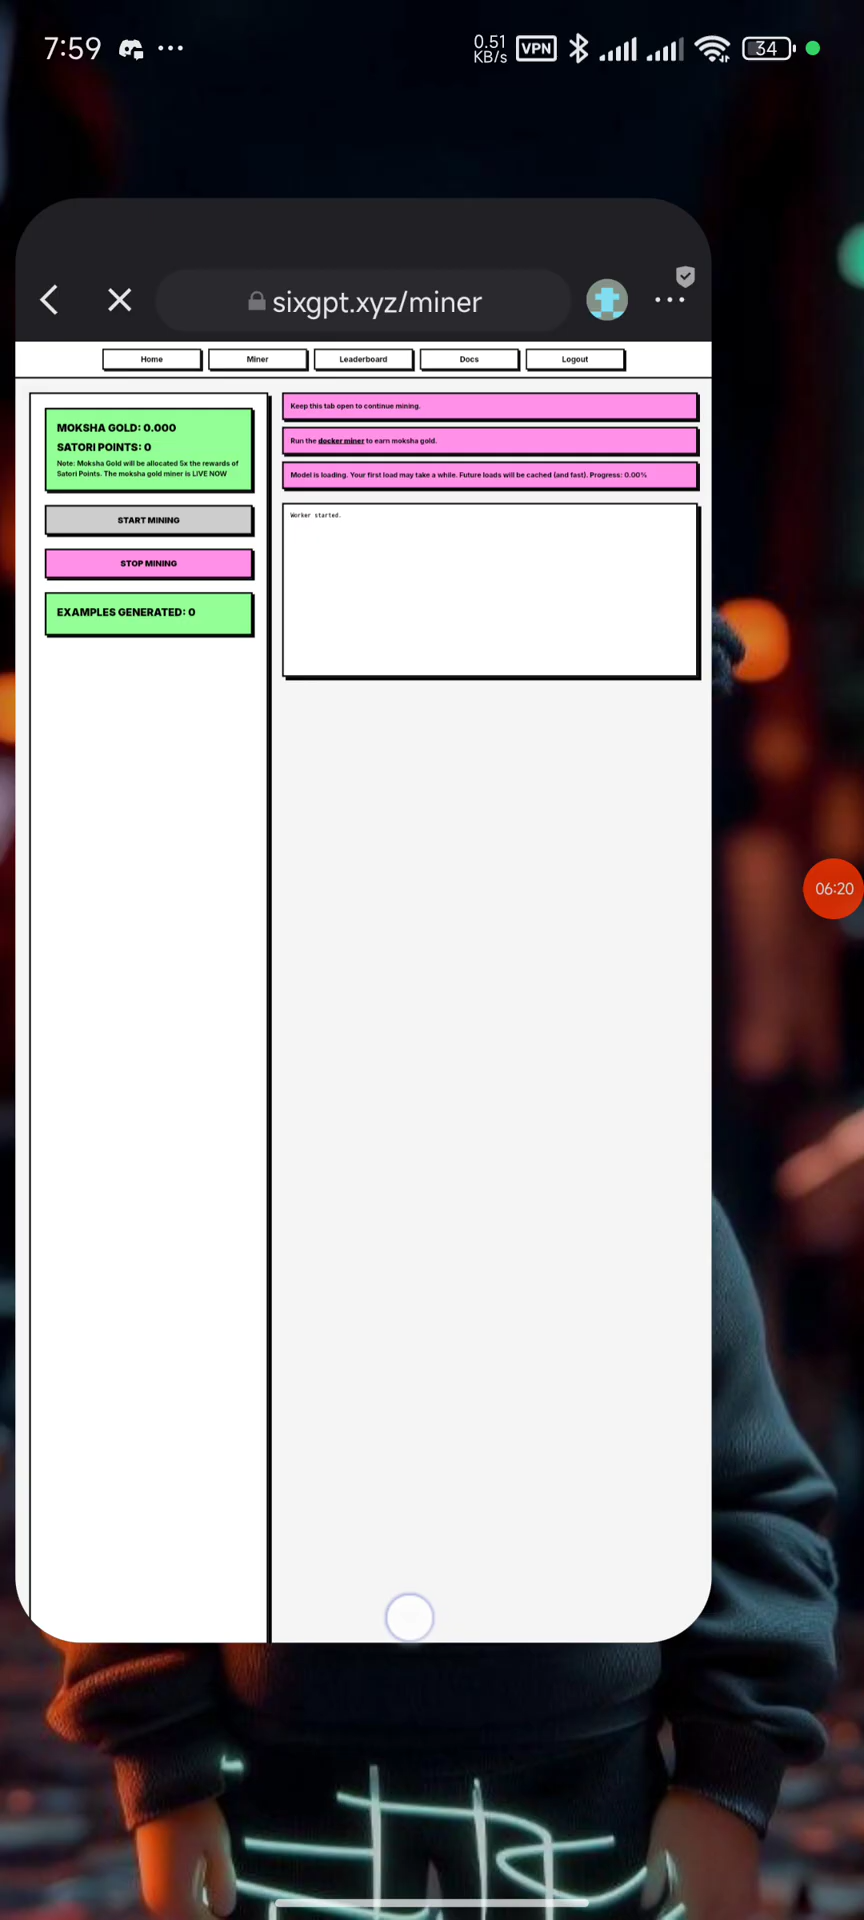 7:59
0.51
KB/s
VPN
34
sixgpt.xyz/miner
Home
Miner
Leaderboard
Docs
Logout
MOKSHA GOLD: 0.000
SATORI POINTS: 0
Note: Moksha Gold will be allocated 5x the rewards of
Satori Points. The moksha gold miner is LIVE NOW
START MINING
STOP MINING
EXAMPLES GENERATED: 0
Keep this tab open to continue mining.
Run the docker miner to earn moksha gold.
Model is loading. Your first load may take a while. Future loads will be cached (and fast). Progress: 0.00%
Worker started.
06:20